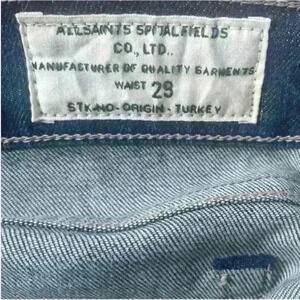 ALLSAINTS SPITALFIELDS
CO., LTD..
MANUFACTURER OF QUALITY GARMENTS
WAIST 28
STK-NO-ORIGIN-TURKEY